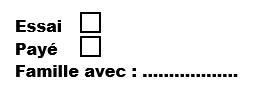 Essai ☐
Payé ☐
Famille avec : ..................